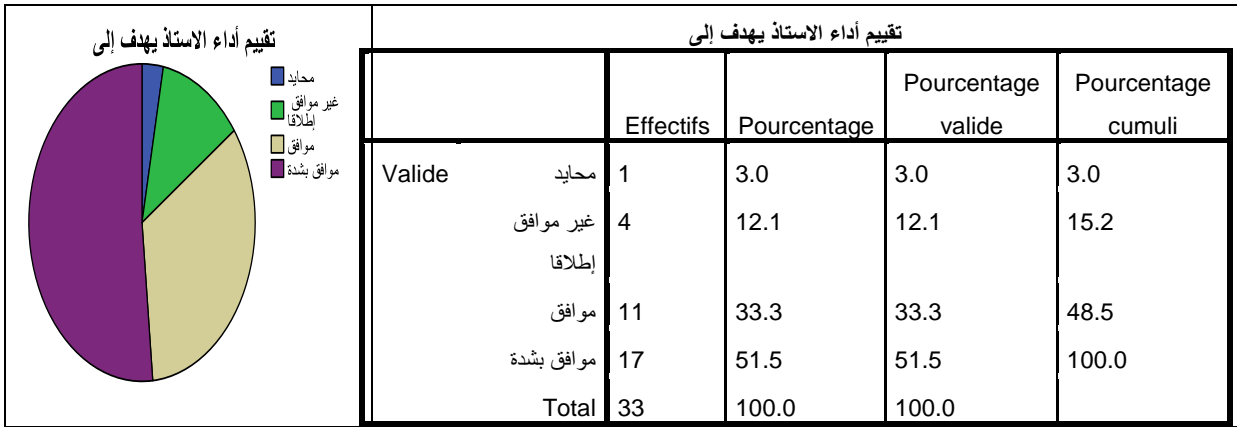 تقييم أداء الاستاذ يهدف إلى
محايد
غير موافق
إطلاقا
موافق
موافق بشدة
تقييم أداء الاستاذ يهدف إلى
Effectifs Pourcentage Pourcentage valide Pourcentage cumuli
Valide محايد 1 3.0 3.0 3.0
غير موافق 4 12.1 12.1 15.2
إطلاقا
موافق 11 33.3 33.3 48.5
موافق بشدة 17 51.5 51.5 100.0
Total 33 100.0 100.0